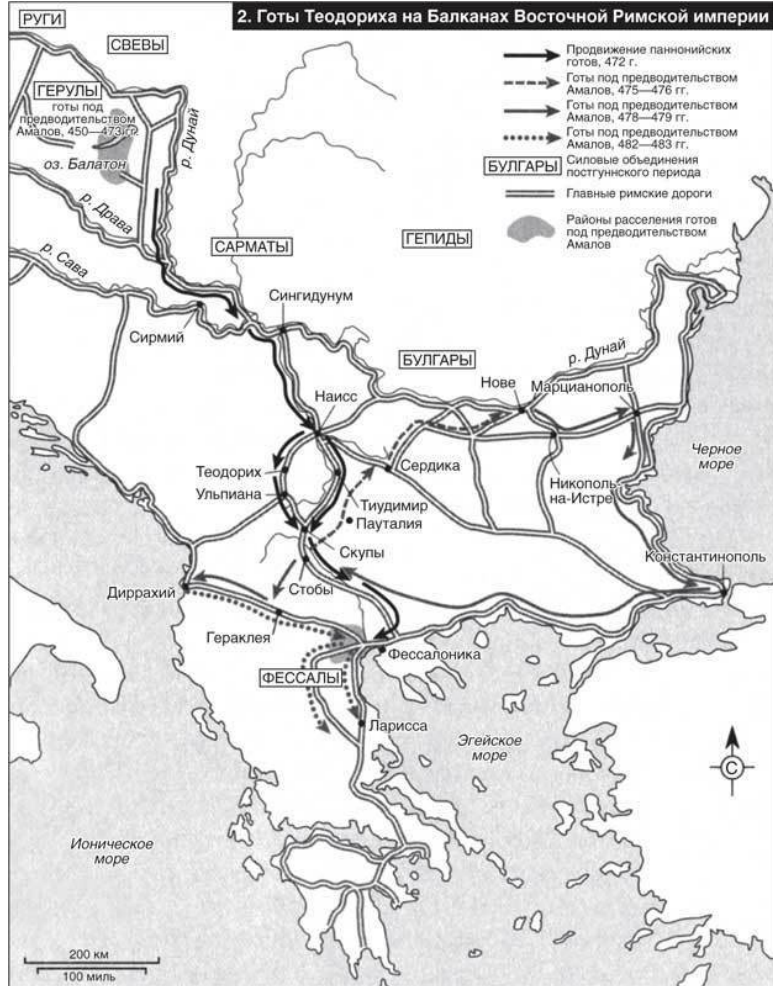 2. Готы Теодориха на Балканах Восточной Римской империи
РУГИ
СВЕВЫ
ГЕРУЛЫ
готы под
предводительством
Амалов, 450—473 гг.
оз. Балатон
р. Дунай
р. Драва
р. Сава
САРМАТЫ
ГЕПИДЫ
Продвижение паннонийских
готов, 472 г.
Готы под предводительством
Амалов, 475—476 гг.
Готы под предводительством
Амалов, 478—479 гг.
Готы под предводительством
Амалов, 482—483 гг.
БУЛГАРЫ
Силовые объединения
постгуннского периода
Главные римские дороги
Районы расселения готов
под предводительством
Амалов
Сингидунум
Сирмий
БУЛГАРЫ
р. Дунай
Нове
Марцианополь
Наисс
Черное
море
Теодорих
Сердика
Ульпиана
Тиудимир
Никополь-
на-Истре
Пауталия
Скупы
Константинополь
Стобы
Диррахий
Гераклея
Фессалоника
ФЕССАЛЫ
Ларисса
Эгейское
море
С
Ионическое
море
200 км
100 миль